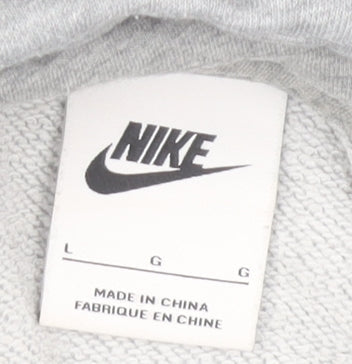 NIKE
L G G
MADE IN CHINA
FABRIQUE EN CHINE